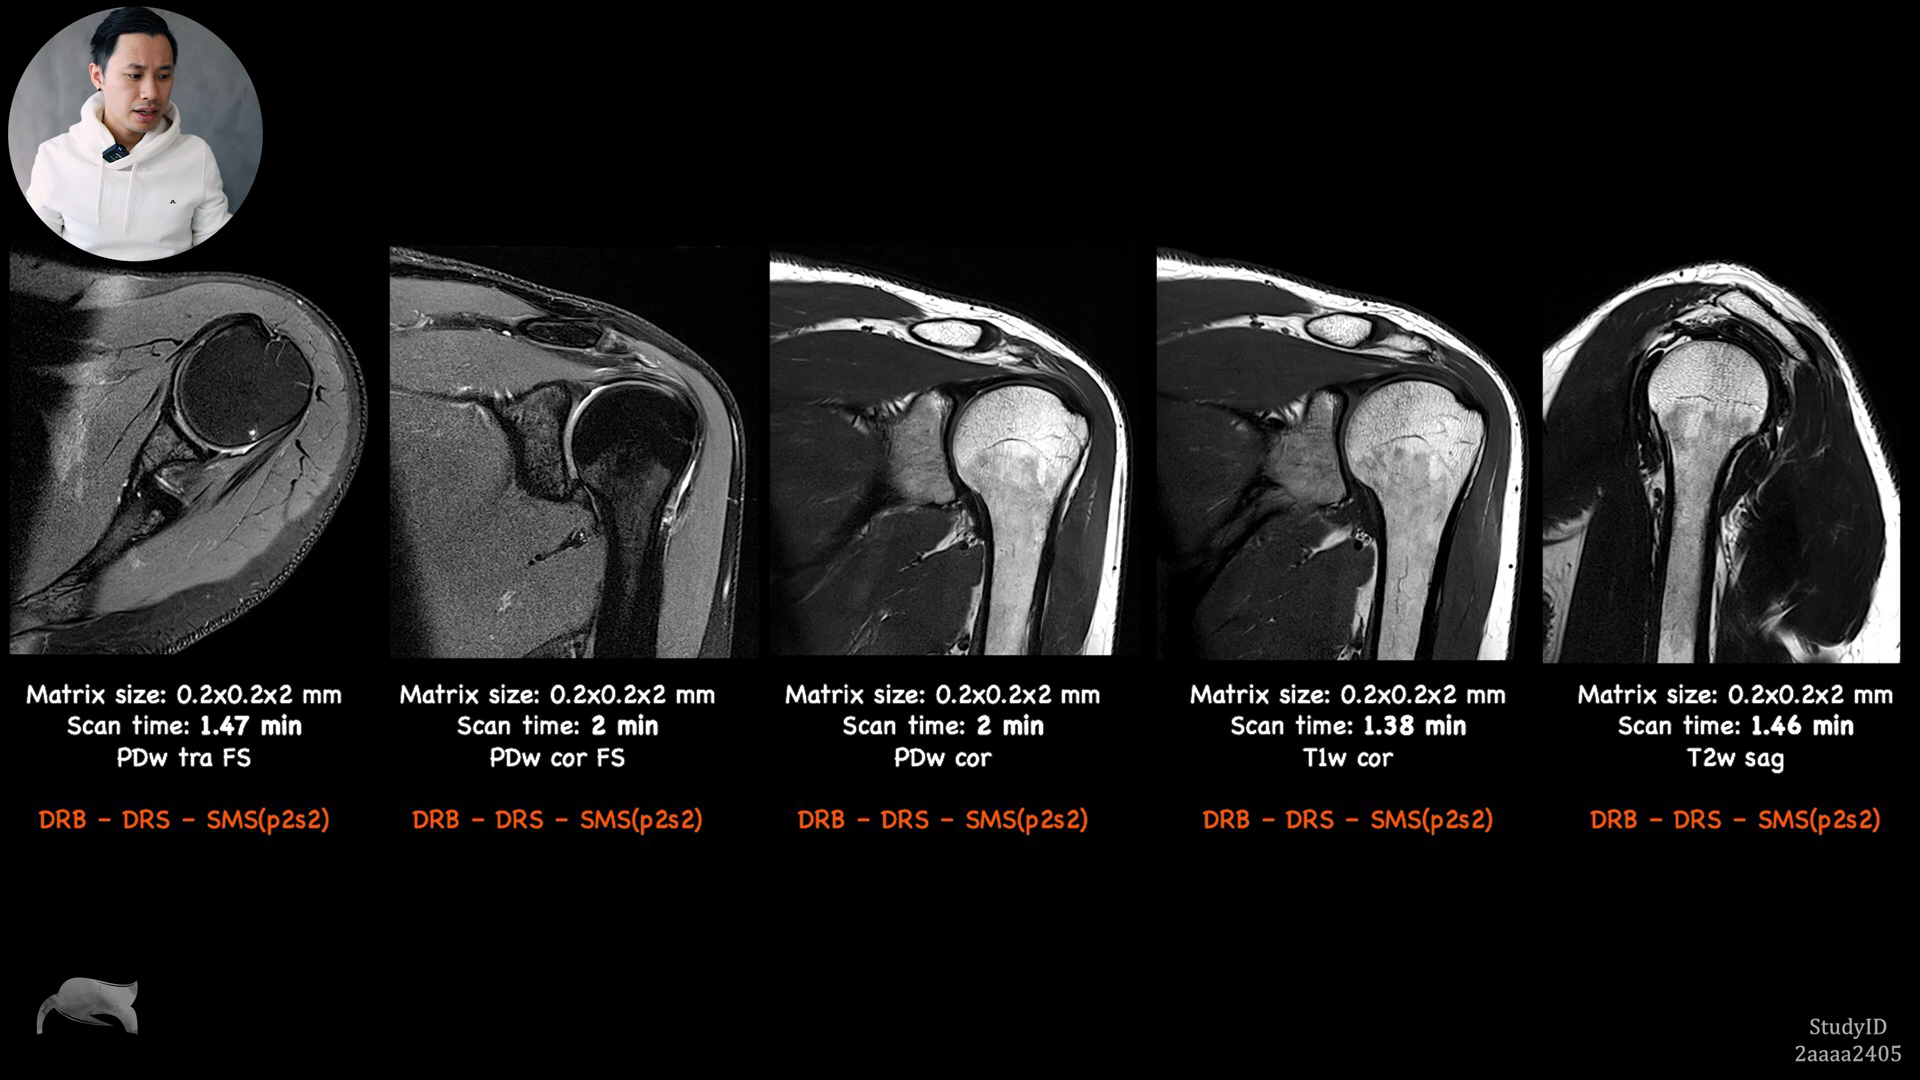 Matrix size: 0.2x0.2x2 mm
Scan time: 1.47 min
PDw tra FS
DRB - DRS - SMS(p2s2)
Matrix size: 0.2x0.2x2 mm
Scan time: 2 min
PDw cor FS
DRB - DRS - SMS(p2s2)
Matrix size: 0.2x0.2x2 mm
Scan time: 2 min
PDw cor
DRB - DRS - SMS(p2s2)
Matrix size: 0.2x0.2x2 mm
Scan time: 1.38 min
T1w cor
DRB - DRS - SMS(p2s2)
Matrix size: 0.2x0.2x2 mm
Scan time: 1.46 min
T2w sag
DRB - DRS - SMS(p2s2)
StudyID
2aaaa2405